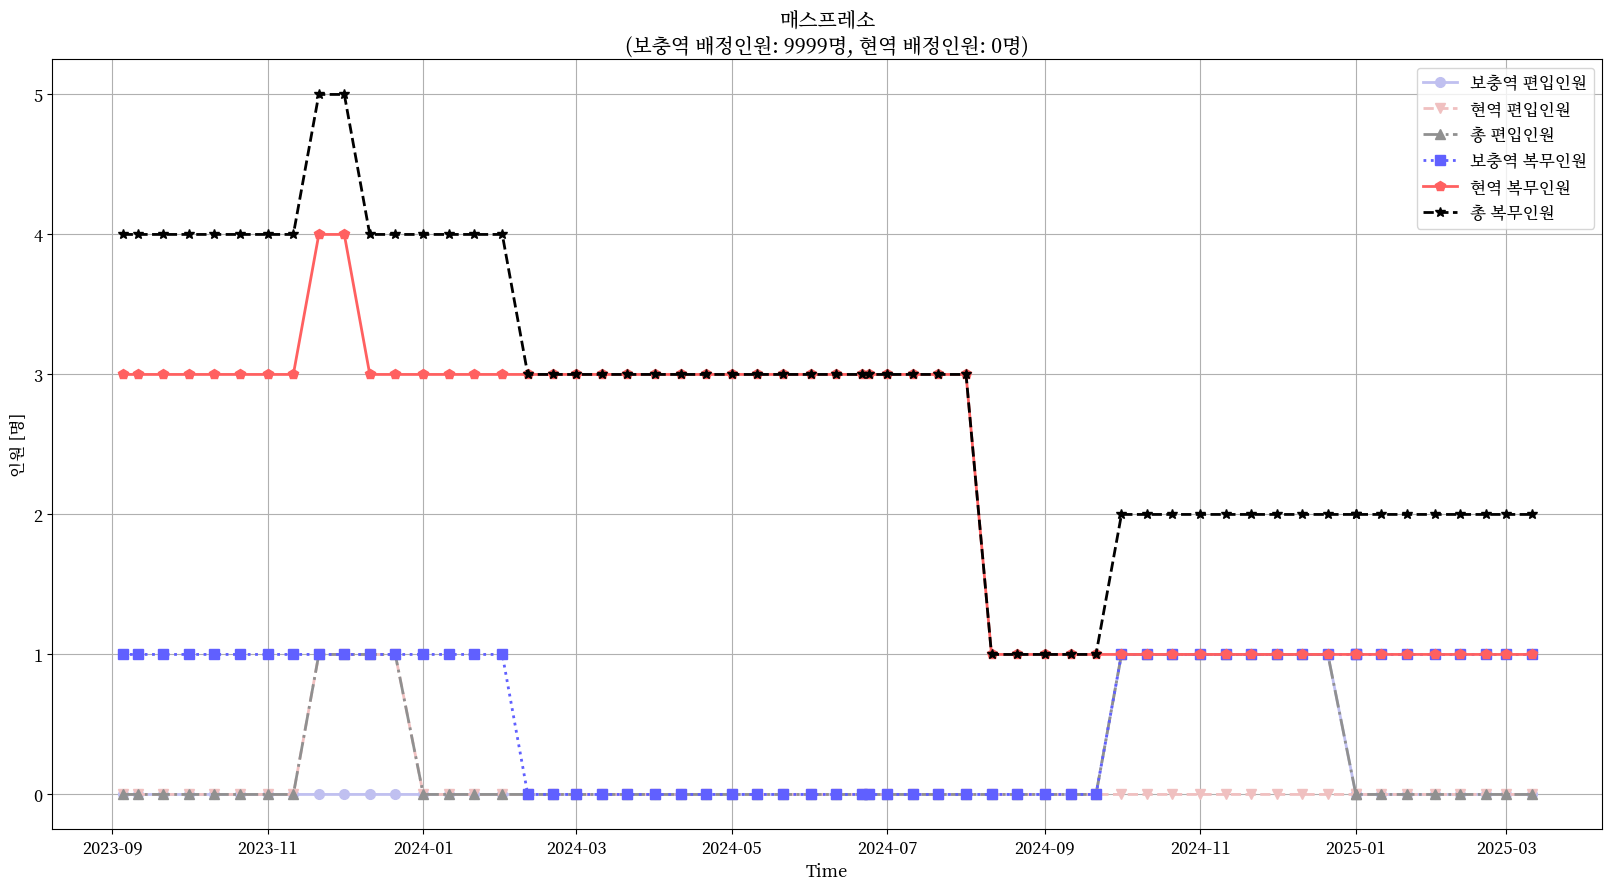 매스프레소
(보충역 배정인원: 9999명, 현역 배정인원: 0명)
보충역 편입인원
현역 편입인원
총 편입인원
보충역 복무인원
현역 복무인원
총 복무인원
인원 [명]
5
4
3
2
1
0
2023-09 2023-11 2024-01 2024-03 2024-05 2024-07 2024-09 2024-11 2025-01 2025-03
Time